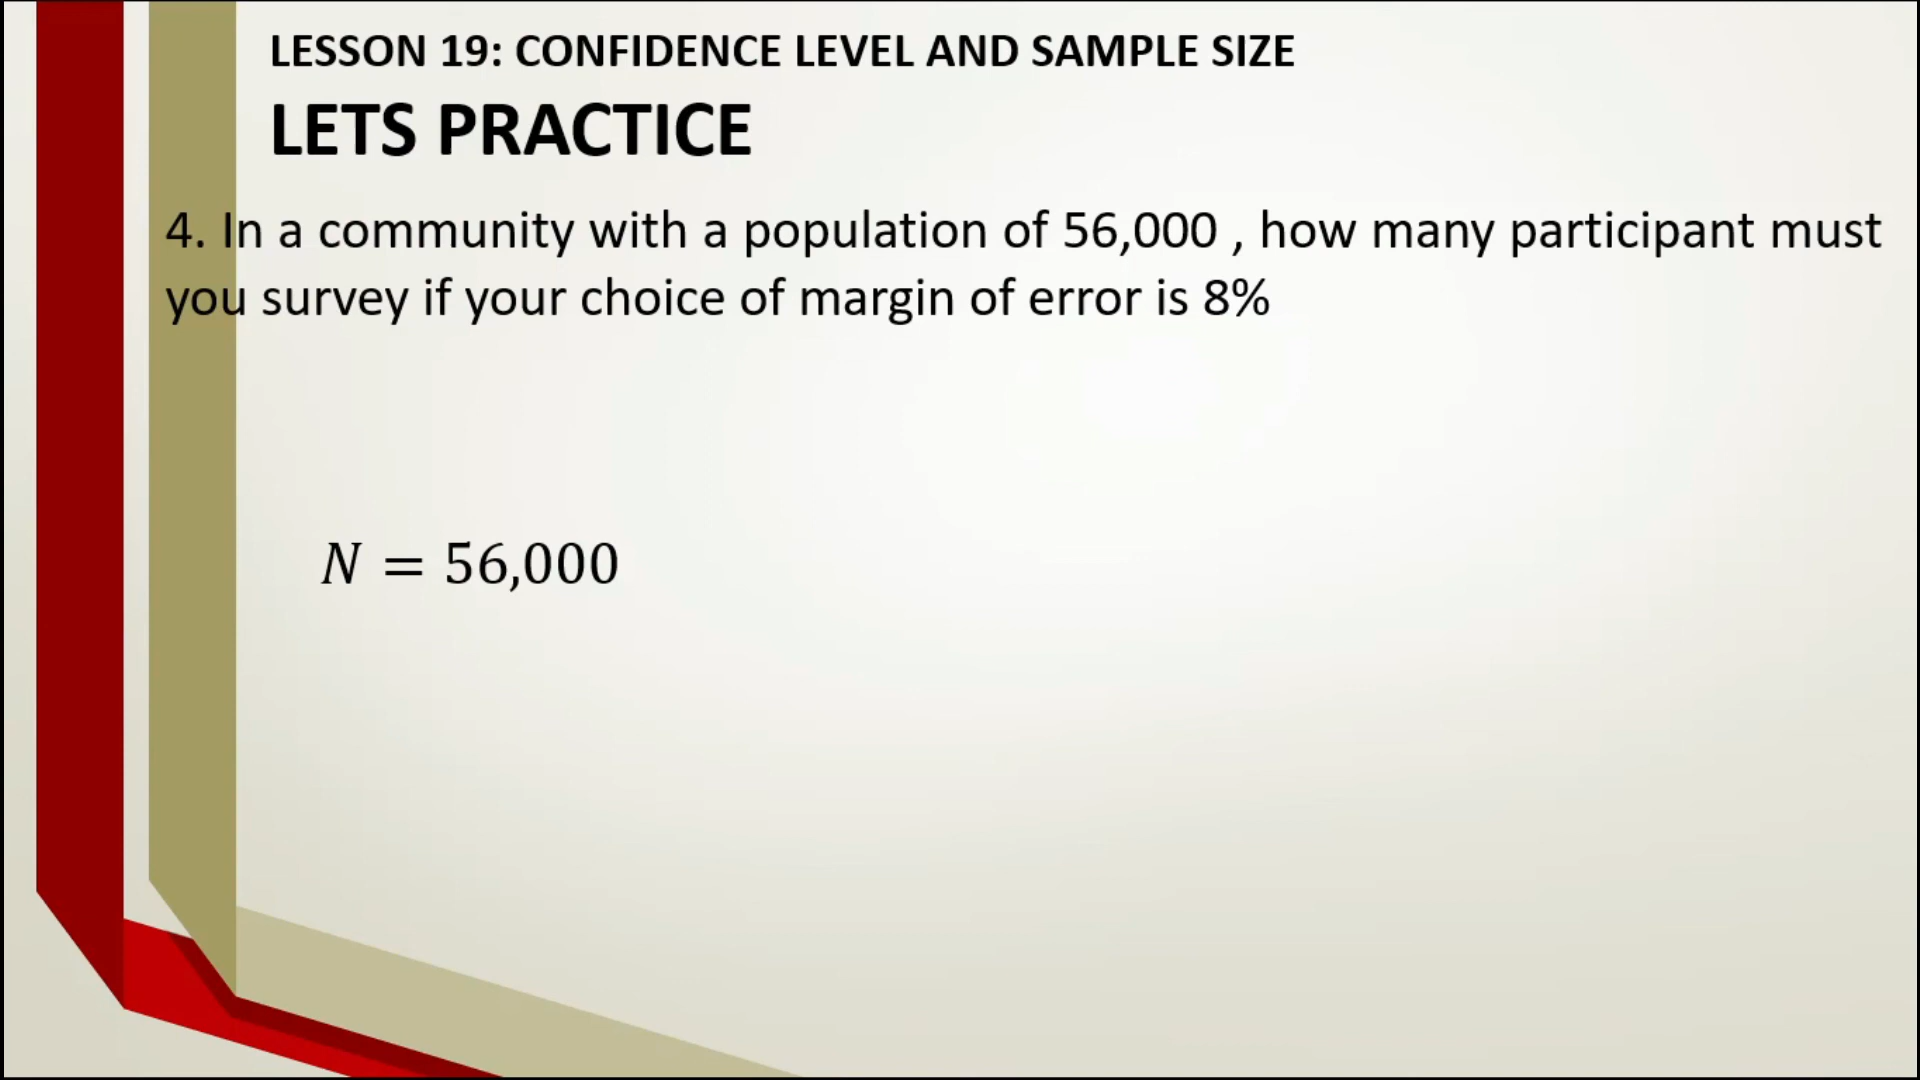 LESSON 19: CONFIDENCE LEVEL AND SAMPLE SIZE
LETS PRACTICE
4. In a community with a population of 56,000 , how many participant must
you survey if your choice of margin of error is 8%
N = 56,000